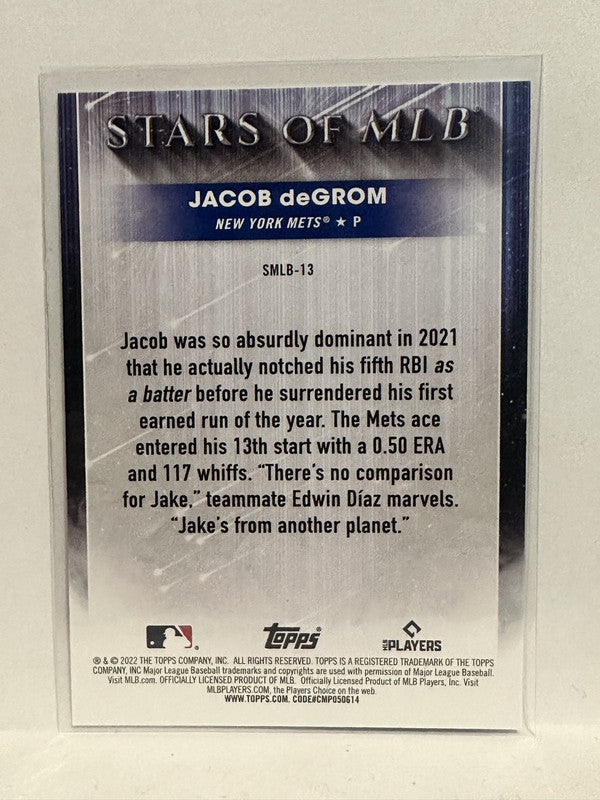 STARS OF MLB®
JACOB deGROM
NEW YORK METS® ★ P
SMLB-13
Jacob was so absurdly dominant in 2021
that he actually notched his fifth RBI as
a batter before he surrendered his first
earned run of the year. The Mets ace
entered his 13th start with a 0.50 ERA
and 117 whiffs. “There's no comparison
for Jake,” teammate Edwin Díaz marvels.
“Jake's from another planet.”
Topps®
MLB PLAYERS
® & © 2022 THE TOPPS COMPANY, INC. ALL RIGHTS RESERVED. TOPPS IS A REGISTERED TRADEMARK OF THE TOPPS
COMPANY, INC Major League Baseball trademarks and copyrights are used with permission of Major League Baseball.
Visit MLB.com. OFFICIALLY LICENSED PRODUCT OF MLB. Officially Licensed Product of MLB Players, Inc. Visit
MLBPLAYERS.COM, the Players Choice on the web.
WWW.TOPPS.COM. CODE#CMP050614